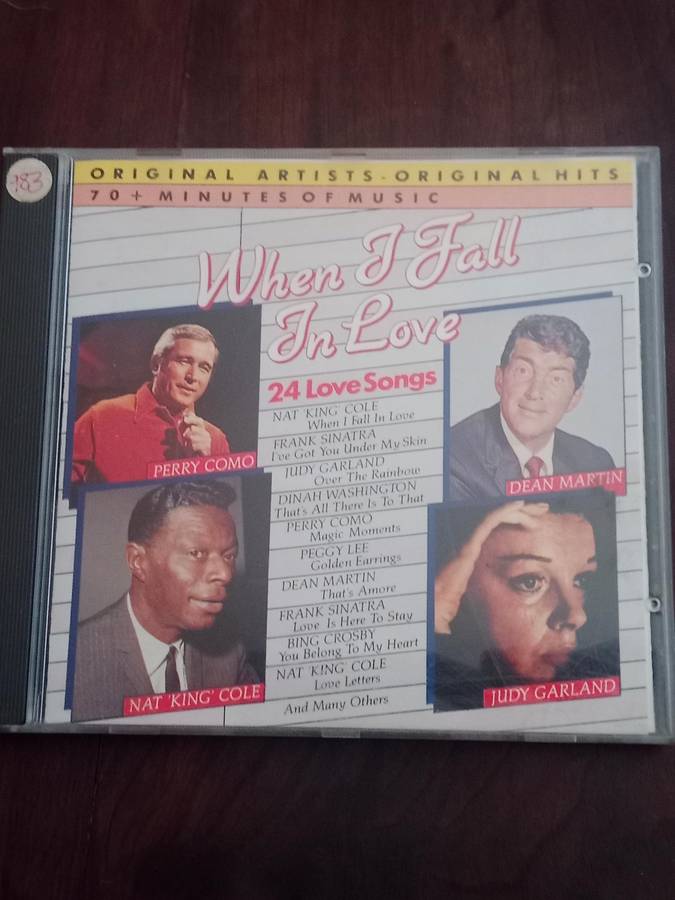 483
ORIGINAL ARTISTS - ORIGINAL HITS
70+ MINUTES OF MUSIC
When I Fall
In Love
24 Love Songs
NAT 'KING' COLE
When I Fall In Love
FRANK SINATRA
I've Got You Under My Skin
JUDY GARLAND
Over The Rainbow
DINAH WASHINGTON
That's All There Is To That
PERRY COMO
Magic Moments
PEGGY LEE
Golden Earrings
DEAN MARTIN
That's Amore
FRANK SINATRA
Love Is Here To Stay
BING CROSBY
You Belong To My Heart
NAT 'KING' COLE
Love Letters
And Many Others
PERRY COMO
DEAN MARTIN
NAT 'KING' COLE
JUDY GARLAND